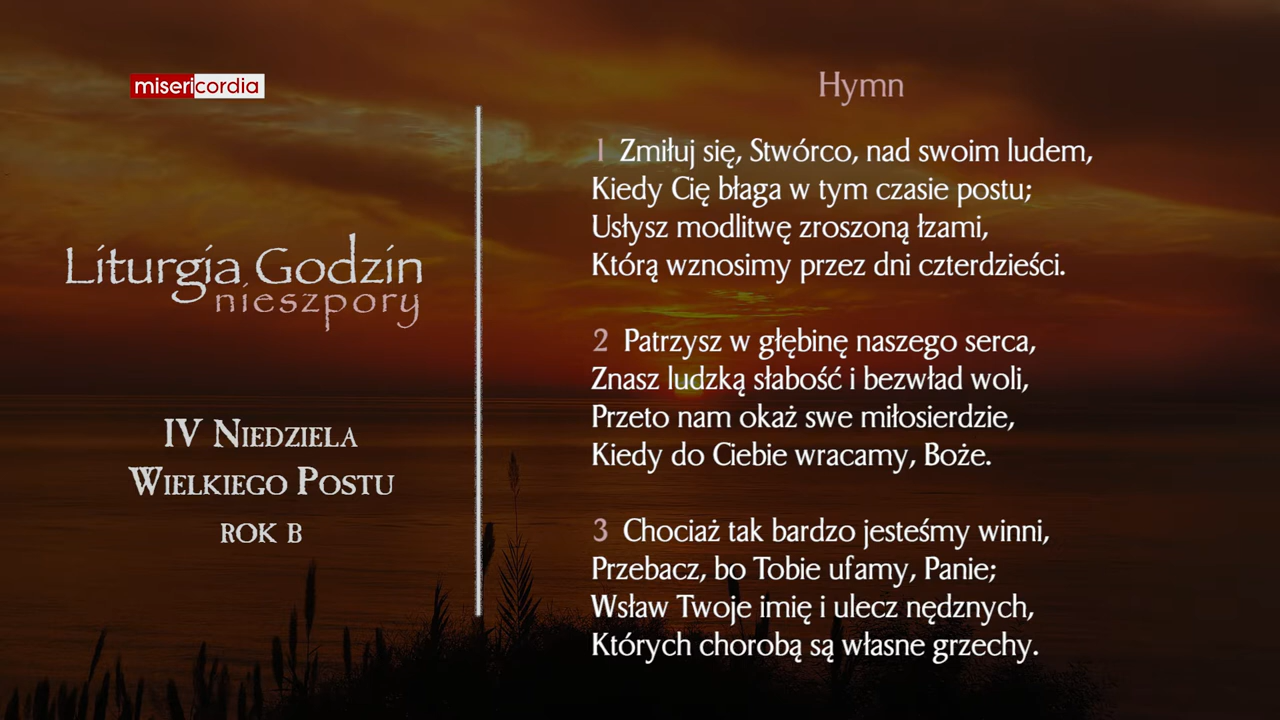 misericordia
Liturgia Godzin
nieszpory
IV Niedziela
Wielkiego Postu
rok B
Hymn
1 Zmiłuj się, Stwórco, nad swoim ludem,
Kiedy Cię błaga w tym czasie postu;
Usłysz modlitwę zroszoną łzami,
Którą wznosimy przez dni czterdzieści.
2 Patrzysz w głębinę naszego serca,
Znasz ludzką słabość i bezwład woli,
Przeto nam okaż swe miłosierdzie,
Kiedy do Ciebie wracamy, Boże.
3 Chociaż tak bardzo jesteśmy winni,
Przebacz, bo Tobie ufamy, Panie;
Wsław Twoje imię i ulecz nędznych,
Których chorobą są własne grzechy.